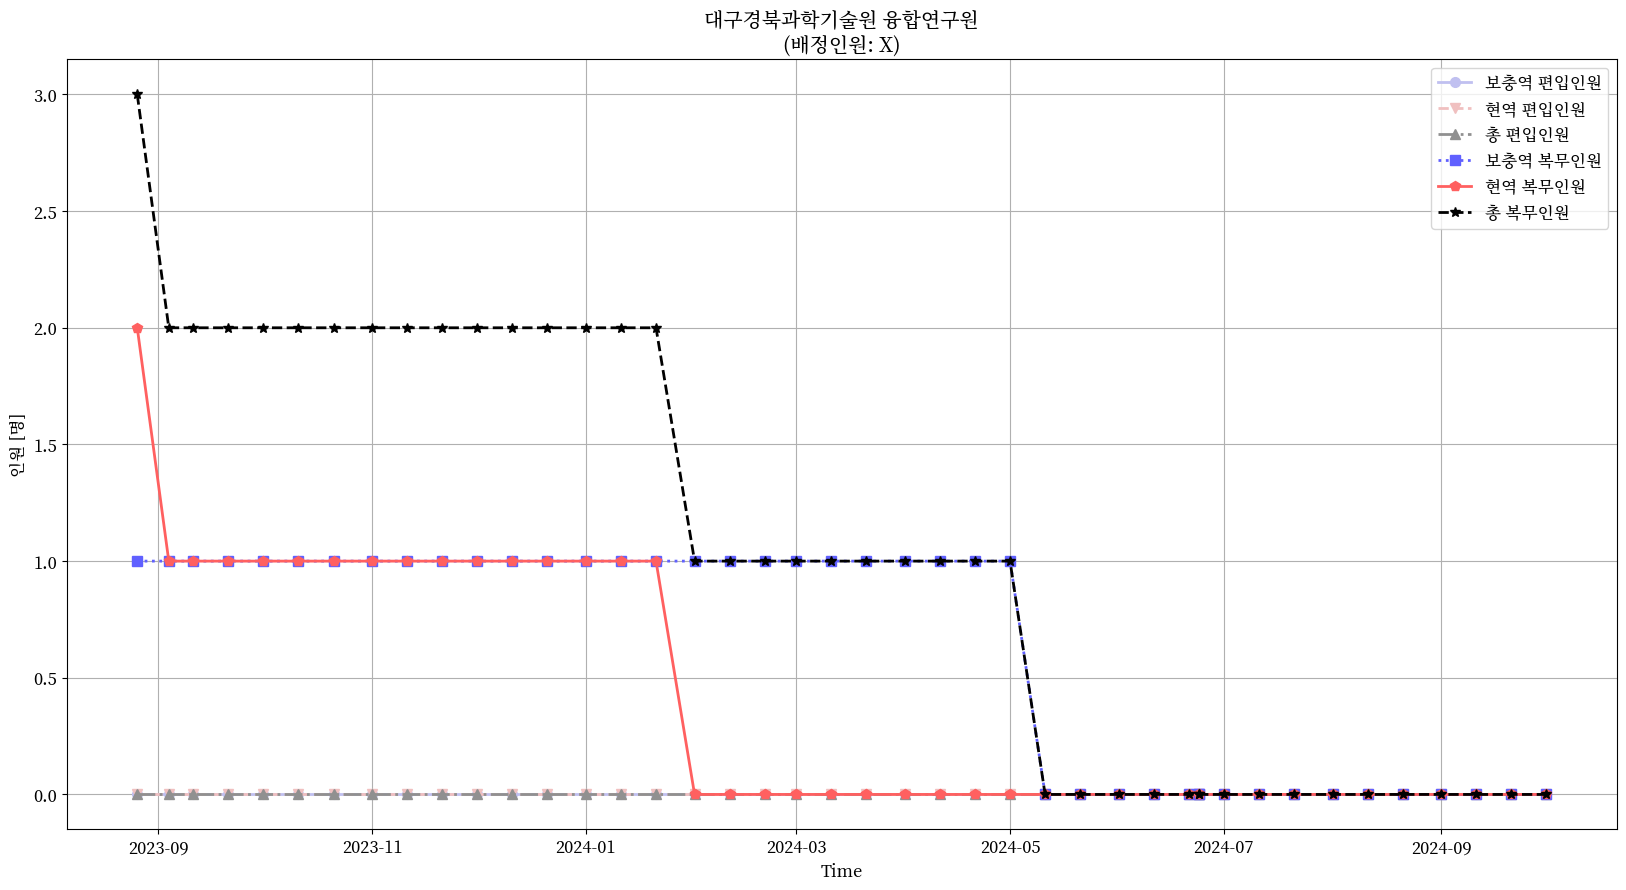 대구경북과학기술원 융합연구원
(배정인원: X)
보충역 편입인원
현역 편입인원
총 편입인원
보충역 복무인원
현역 복무인원
총 복무인원
인원 [명]
3.0
2.5
2.0
1.5
1.0
0.5
0.0
2023-09
2023-11
2024-01
2024-03
2024-05
2024-07
2024-09
Time